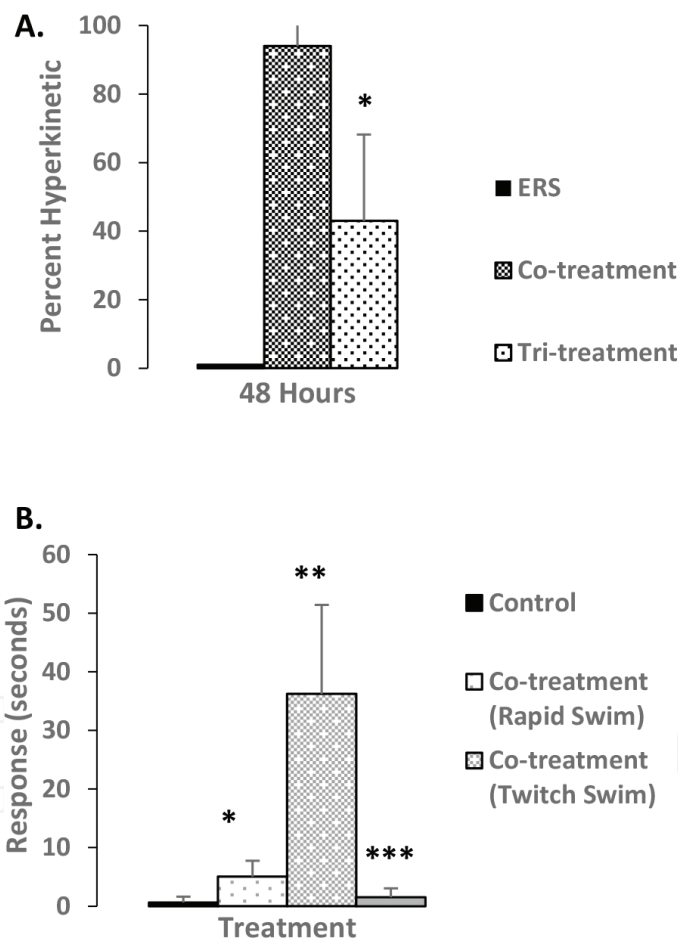 A.
Percent Hyperkinetic
100
80
60
40
20
0
*
48 Hours
ERS
Co-treatment
Tri-treatment
B.
Response (seconds)
60
50
40
30
20
10
0
*
**
***
Treatment
Control
Co-treatment
(Rapid Swim)
Co-treatment
(Twitch Swim)